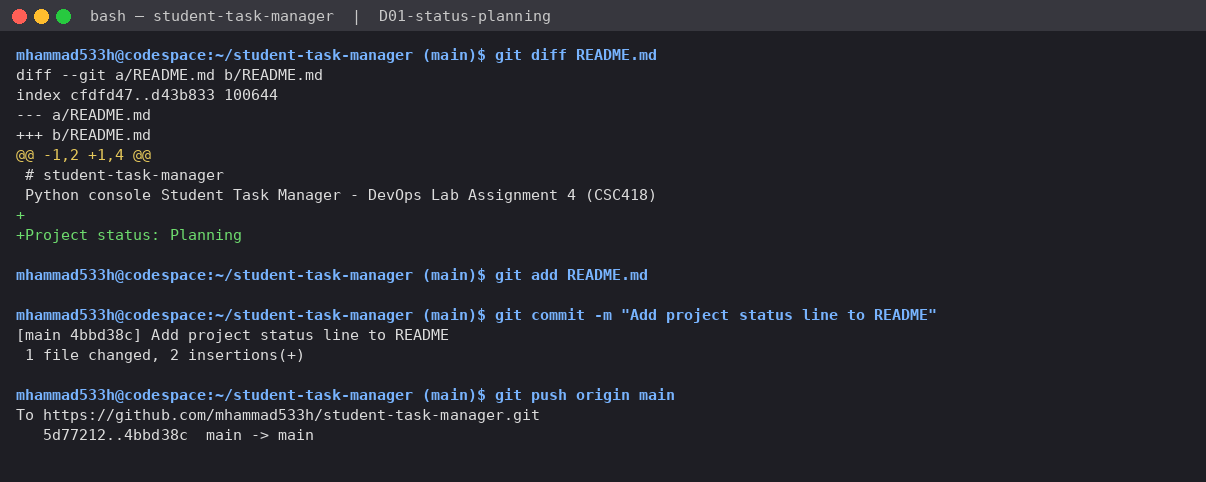 bash — student-task-manager | D01-status-planning
mhammad533h@codespace:~/student-task-manager (main)$ git diff README.md
diff --git a/README.md b/README.md
index cfdfd47..d43b833 100644
--- a/README.md
+++ b/README.md
@@ -1,2 +1,4 @@
 # student-task-manager
 Python console Student Task Manager - DevOps Lab Assignment 4 (CSC418)
+
+Project status: Planning
mhammad533h@codespace:~/student-task-manager (main)$ git add README.md
mhammad533h@codespace:~/student-task-manager (main)$ git commit -m "Add project status line to README"
[main 4bbd38c] Add project status line to README
 1 file changed, 2 insertions(+)
mhammad533h@codespace:~/student-task-manager (main)$ git push origin main
To https://github.com/mhammad533h/student-task-manager.git
   5d77212..4bbd38c  main -> main